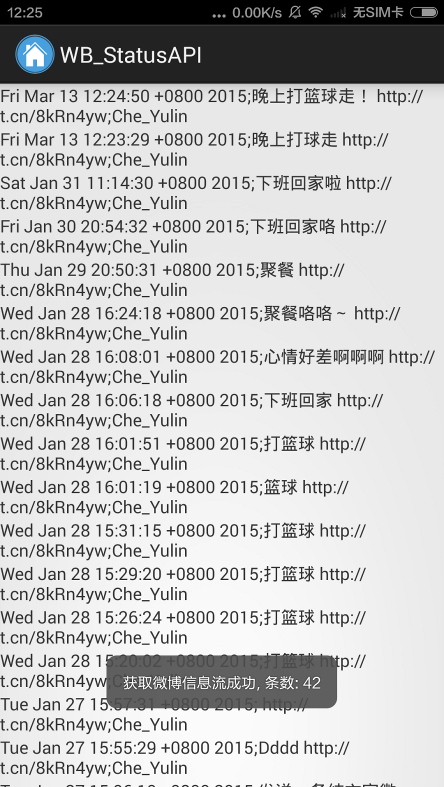 12:25 ... 0.00K/s 无SIM卡
WB_StatusAPI
Fri Mar 13 12:24:50 +0800 2015;晚上打篮球走！ http://
t.cn/8kRn4yw;Che_Yulin
Fri Mar 13 12:23:29 +0800 2015;晚上打球走 http://
t.cn/8kRn4yw;Che_Yulin
Sat Jan 31 11:14:30 +0800 2015;下班回家啦 http://
t.cn/8kRn4yw;Che_Yulin
Fri Jan 30 20:54:32 +0800 2015;下班回家咯 http://
t.cn/8kRn4yw;Che_Yulin
Thu Jan 29 20:50:31 +0800 2015;聚餐 http://
t.cn/8kRn4yw;Che_Yulin
Wed Jan 28 16:24:18 +0800 2015;聚餐咯咯～ http://
t.cn/8kRn4yw;Che_Yulin
Wed Jan 28 16:08:01 +0800 2015;心情好差啊啊啊 http://
t.cn/8kRn4yw;Che_Yulin
Wed Jan 28 16:06:18 +0800 2015;下班回家 http://
t.cn/8kRn4yw;Che_Yulin
Wed Jan 28 16:01:51 +0800 2015;打篮球 http://
t.cn/8kRn4yw;Che_Yulin
Wed Jan 28 16:01:19 +0800 2015;篮球 http://
t.cn/8kRn4yw;Che_Yulin
Wed Jan 28 15:31:15 +0800 2015;打篮球 http://
t.cn/8kRn4yw;Che_Yulin
Wed Jan 28 15:29:20 +0800 2015;打篮球 http://
t.cn/8kRn4yw;Che_Yulin
Wed Jan 28 15:26:24 +0800 2015;打篮球 http://
t.cn/8kRn4yw;Che_Yulin
Wed Jan 28 15:20:02 +0800 2015;打篮球 http://
t.cn/8kRn
获取微博信息流成功, 条数: 42
Tue Jan 27 15:57:31 +0800 2015; http://
t.cn/8kRn4yw;Che_Yulin
Tue Jan 27 15:55:29 +0800 2015;Dddd http://
t.cn/8kRn4yw;Che_Yulin